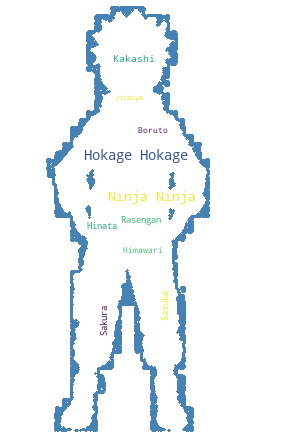 Kakashi
Jiraiya
Boruto
Hokage Hokage
Ninja Ninja
Rasengan
Hinata
Himawari
Sasuke
Sakura